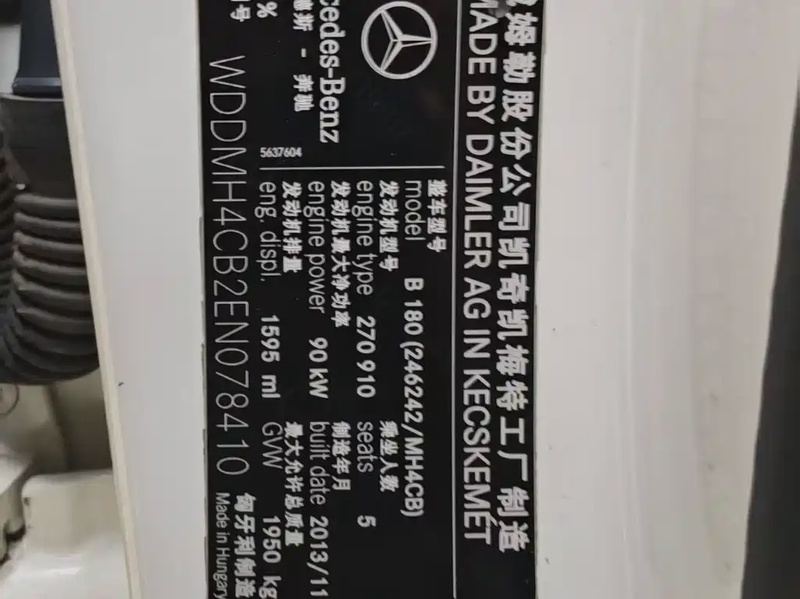 姆勒股份公司凯奇凯梅特工厂制造
MADE BY DAIMLER AG IN KECSKEMÉT
整车型号
model B 180 (246242/MH4CB)
发动机型号 乘坐人数
engine type 270 910 seats 5
发动机最大净功率 制造年月
engine power 90 kW built date 2013/11
发动机排量 最大允许总质量
eng. displ. 1595 ml GVW 1950 kg
cedes-Benz
德斯 - 奔驰
5637604
%
号
匈牙利制造
Made in Hungary
WDDMH4CB2EN078410